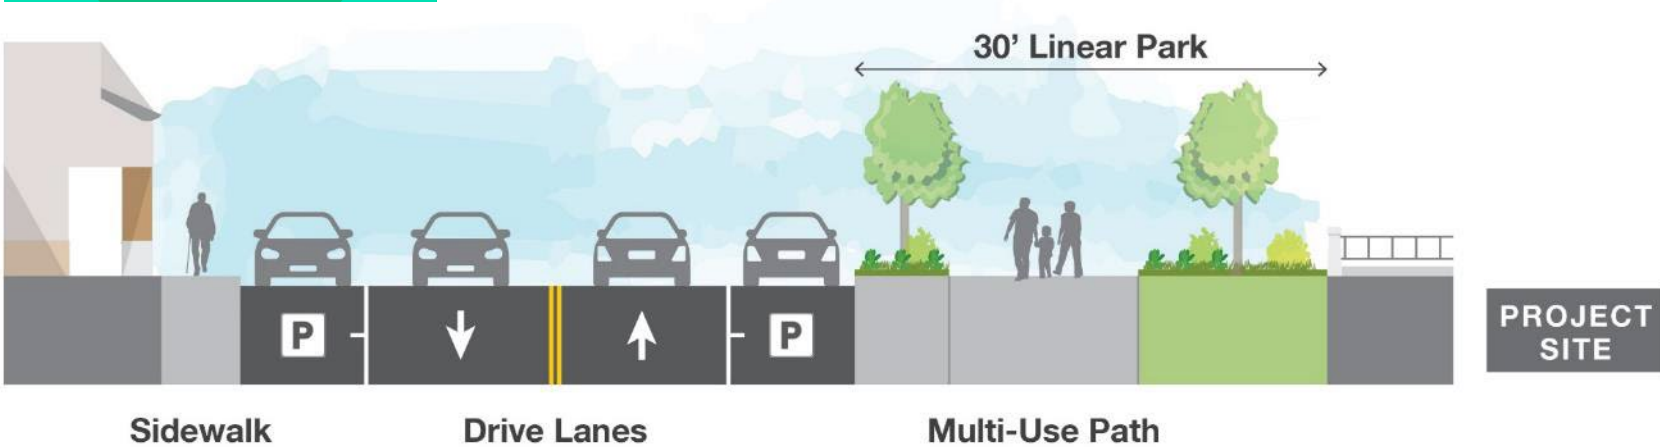 30’ Linear Park
P
P
PROJECT
SITE
Sidewalk
Drive Lanes
Multi-Use Path